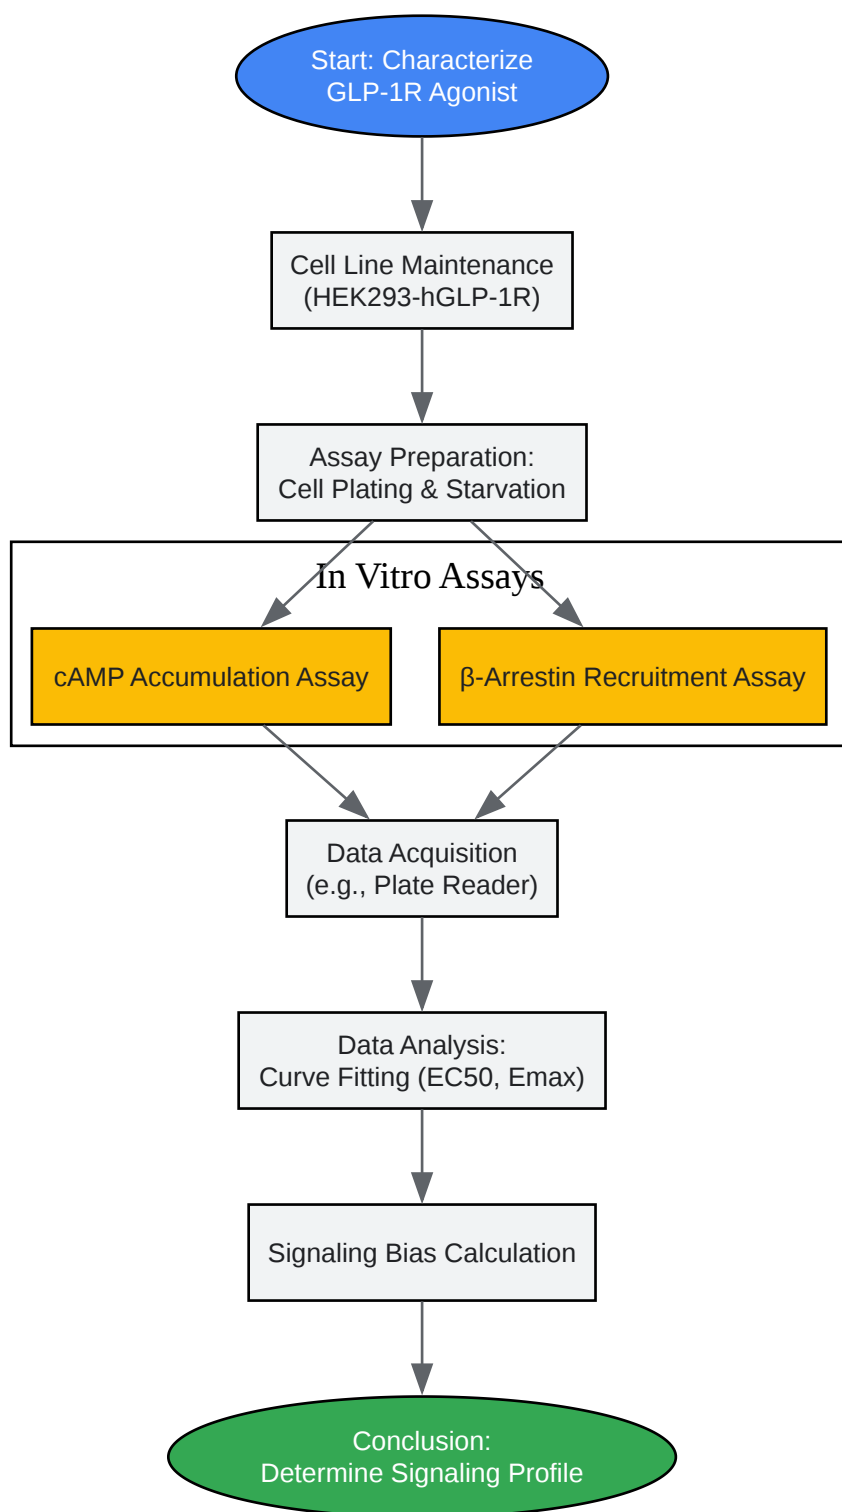 Start: Characterize
GLP-1R Agonist
Cell Line Maintenance
(HEK293-hGLP-1R)
Assay Preparation:
Cell Plating & Starvation
In Vitro Assays
cAMP Accumulation Assay
β-Arrestin Recruitment Assay
Data Acquisition
(e.g., Plate Reader)
Data Analysis:
Curve Fitting (EC50, Emax)
Signaling Bias Calculation
Conclusion:
Determine Signaling Profile